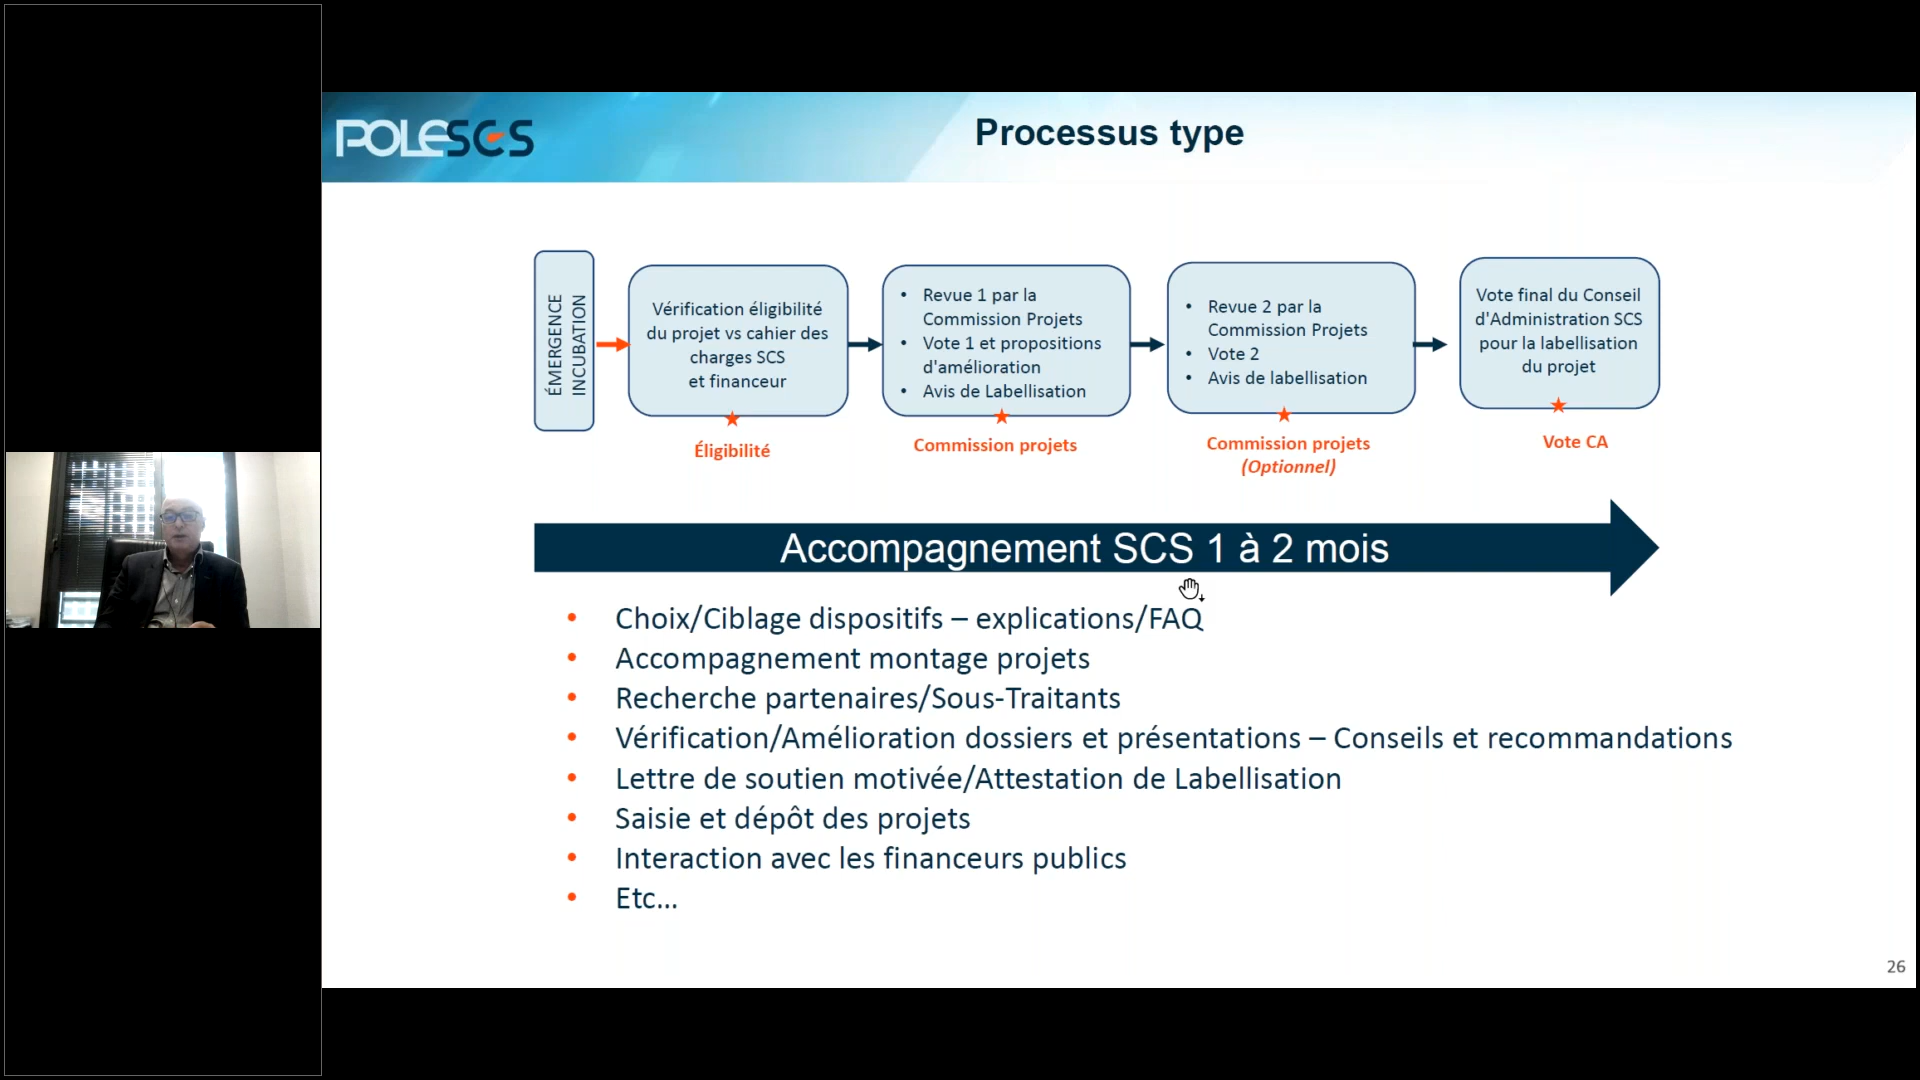 POLESCS
Processus type
ÉMERGENCE
INCUBATION
Vérification éligibilité
du projet vs cahier des
charges SCS
et financeur
Éligibilité
• Revue 1 par la
Commission Projets
• Vote 1 et propositions
d'amélioration
• Avis de Labellisation
Commission projets
• Revue 2 par la
Commission Projets
• Vote 2
• Avis de labellisation
Commission projets
(Optionnel)
Vote final du Conseil
d'Administration SCS
pour la labellisation
du projet
Vote CA
Accompagnement SCS 1 à 2 mois
• Choix/Ciblage dispositifs – explications/FAQ
• Accompagnement montage projets
• Recherche partenaires/Sous-Traitants
• Vérification/Amélioration dossiers et présentations – Conseils et recommandations
• Lettre de soutien motivée/Attestation de Labellisation
• Saisie et dépôt des projets
• Interaction avec les financeurs publics
• Etc...
26